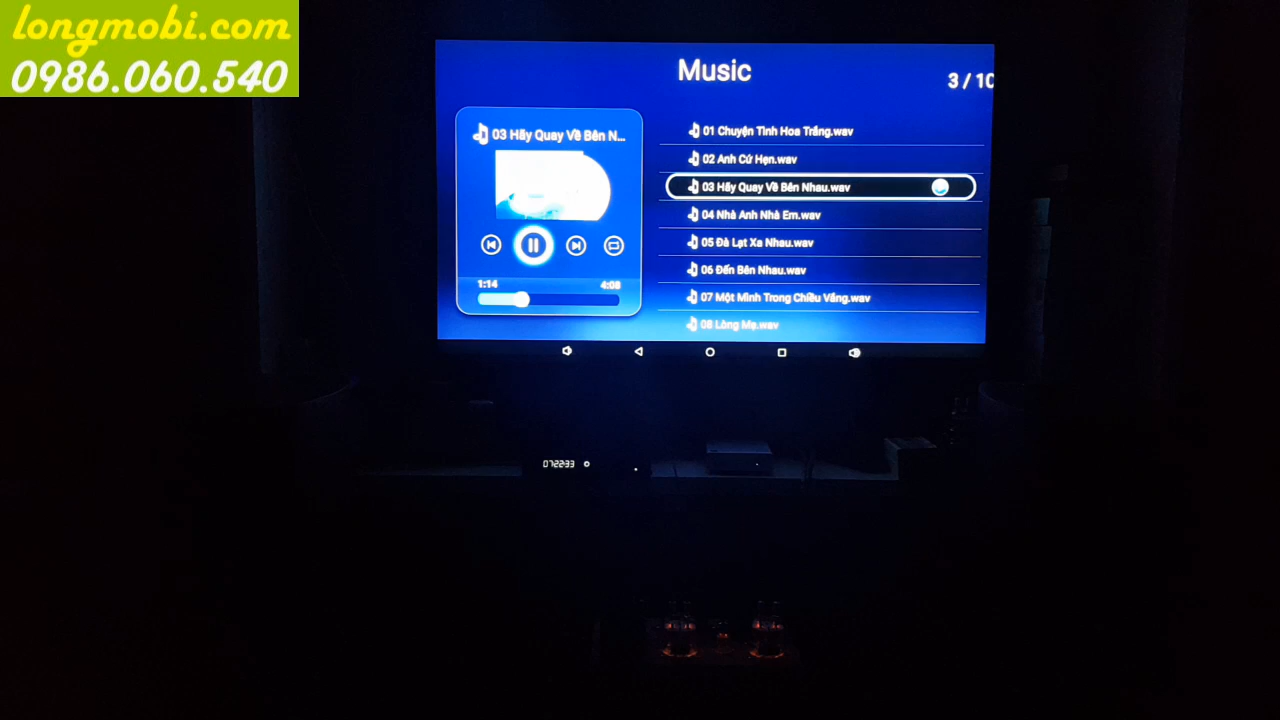 longmobi.com
0986.060.540
Music
3 / 10
03 Hãy Quay Về Bên N...
1:14
4:08
01 Chuyện Tình Hoa Trắng.wav
02 Anh Cứ Hẹn.wav
03 Hãy Quay Về Bên Nhau.wav
04 Nhà Anh Nhà Em.wav
05 Đà Lạt Xa Nhau.wav
06 Đến Bên Nhau.wav
07 Một Mình Trong Chiều Vắng.wav
08 Lòng Mẹ.wav
072233